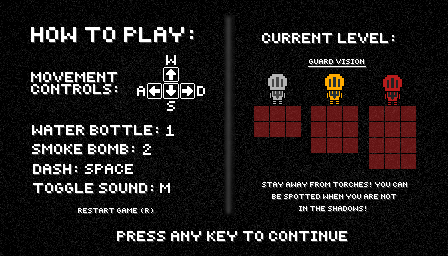 HOW TO PLAY:
MOVEMENT
CONTROLS:
W
A
D
S
WATER BOTTLE: 1
SMOKE BOMB: 2
DASH: SPACE
TOGGLE SOUND: M
RESTART GAME (R)
CURRENT LEVEL:
GUARD VISION
STAY AWAY FROM TORCHES! YOU CAN
BE SPOTTED WHEN YOU ARE NOT
IN THE SHADOWS!
PRESS ANY KEY TO CONTINUE